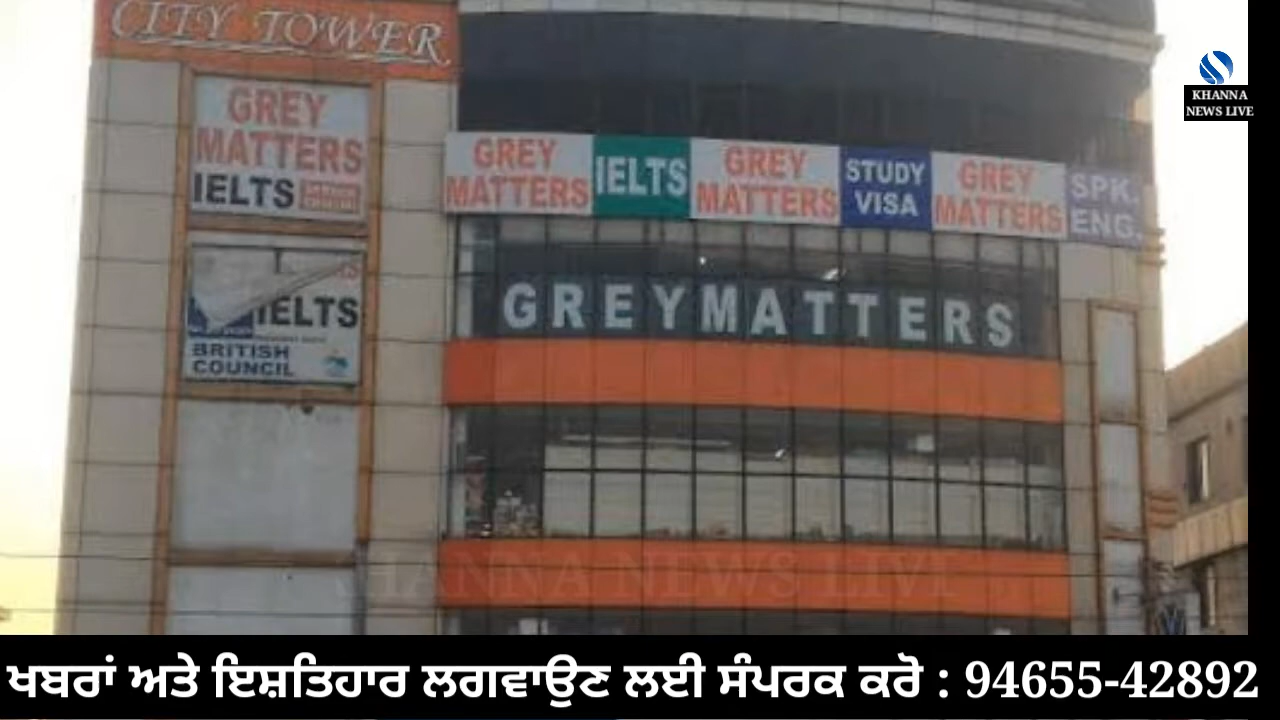 CITY TOWER
GREY
MATTERS
IELTS
GREY
MATTERS
IELTS
GREY
MATTERS
STUDY
VISA
GREY
MATTERS
SPK.
ENG.
KHANNA
NEWS LIVE
GREYMATTERS
IELTS
BRITISH
COUNCIL
KHANNA NEWS LIVE
ਖਬਰਾਂ ਅਤੇ ਇਸ਼ਤਿਹਾਰ ਲਗਵਾਉਣ ਲਈ ਸੰਪਰਕ ਕਰੋ : 94655-42892